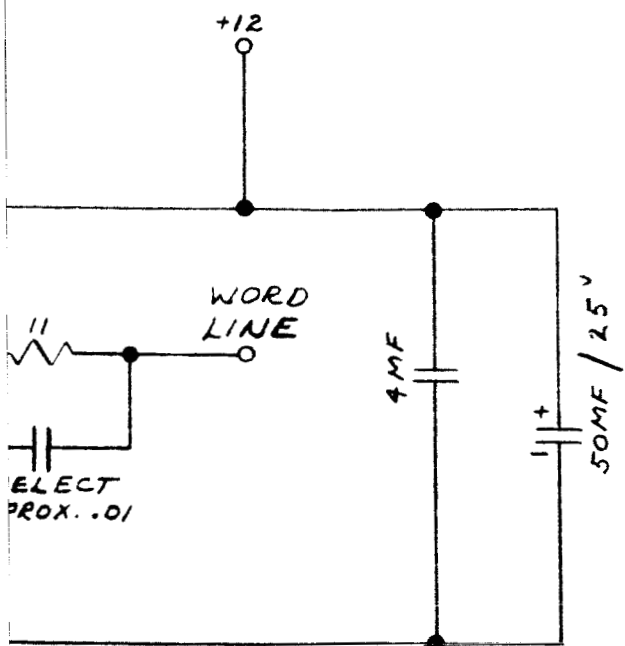 +12
WORD
LINE
11
4MF
+
-
50MF / 25V
ELECT
PROX. .01